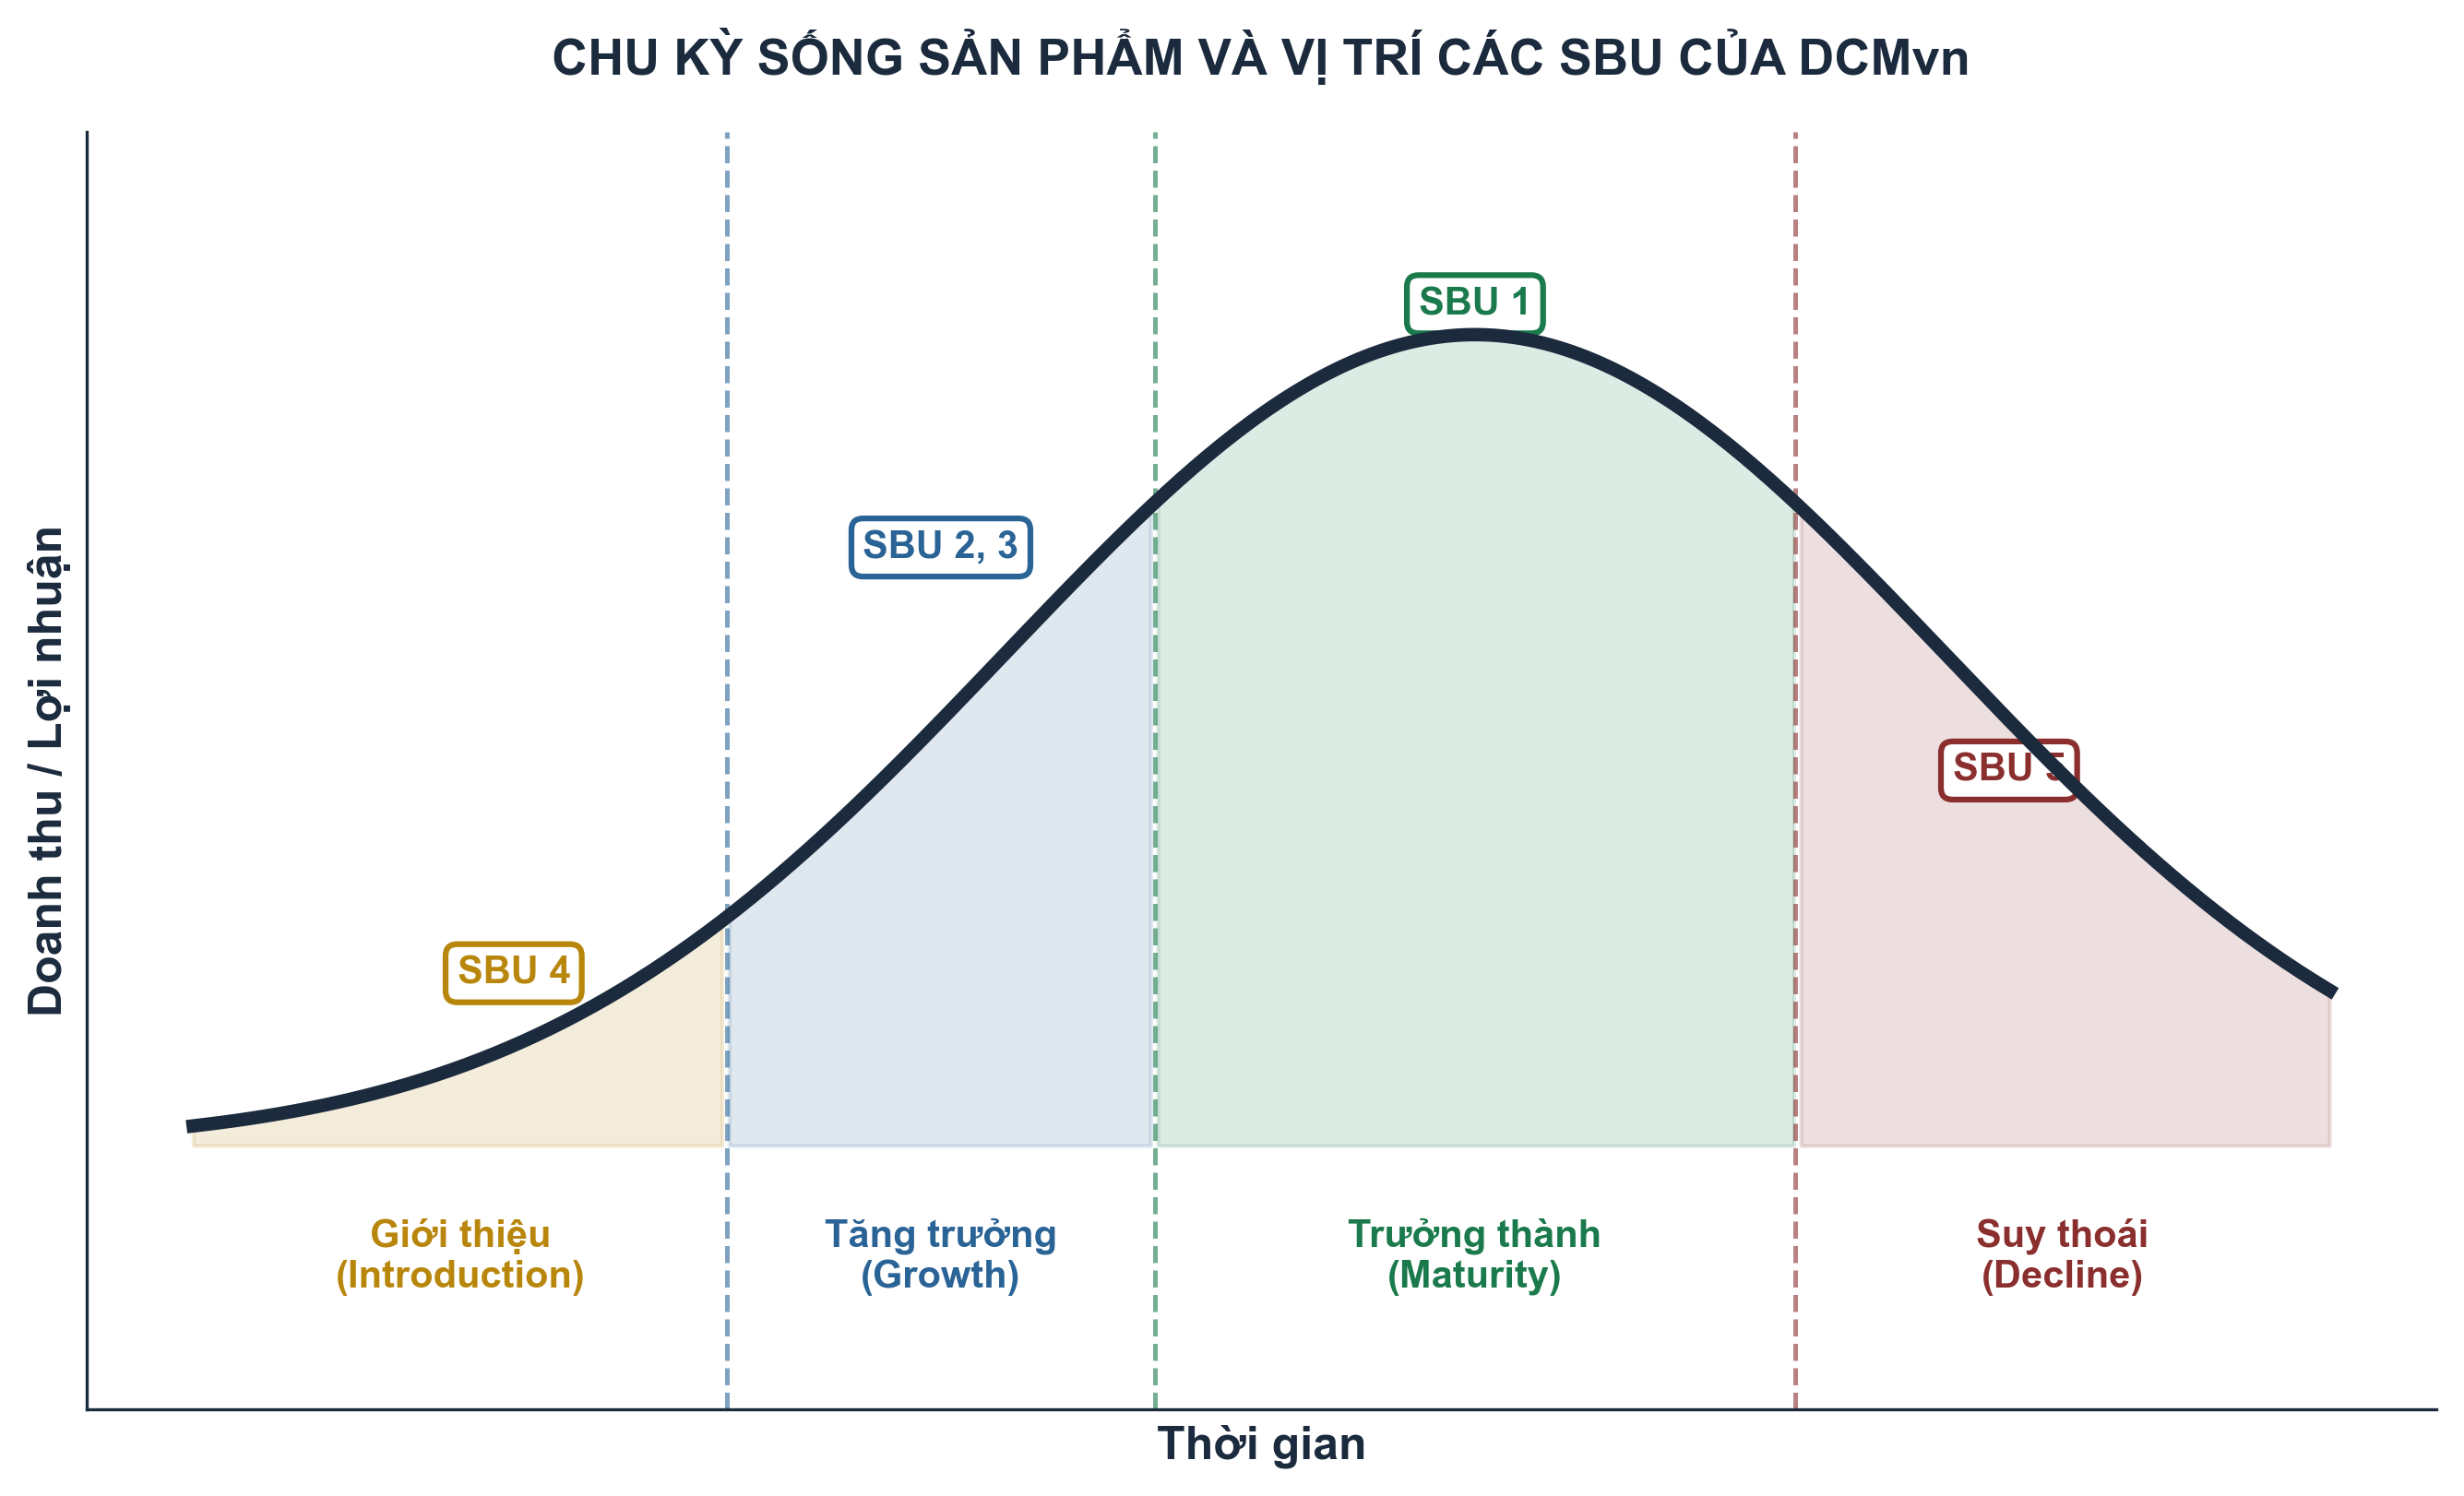 CHU KỲ SỐNG SẢN PHẨM VÀ VỊ TRÍ CÁC SBU CỦA DCMvn
Doanh thu / Lợi nhuận
SBU 1
SBU 2, 3
SBU 5
SBU 4
Giới thiệu
(Introduction)
Tăng trưởng
(Growth)
Trưởng thành
(Maturity)
Suy thoái
(Decline)
Thời gian